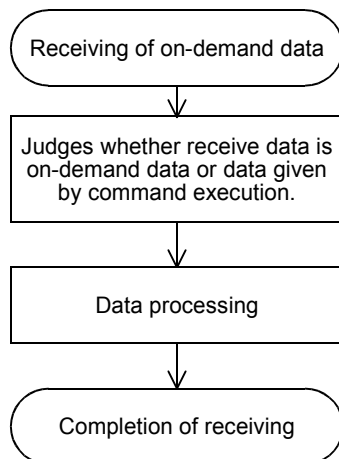 Receiving of on-demand data
Judges whether receive data is
on-demand data or data given
by command execution.
Data processing
Completion of receiving